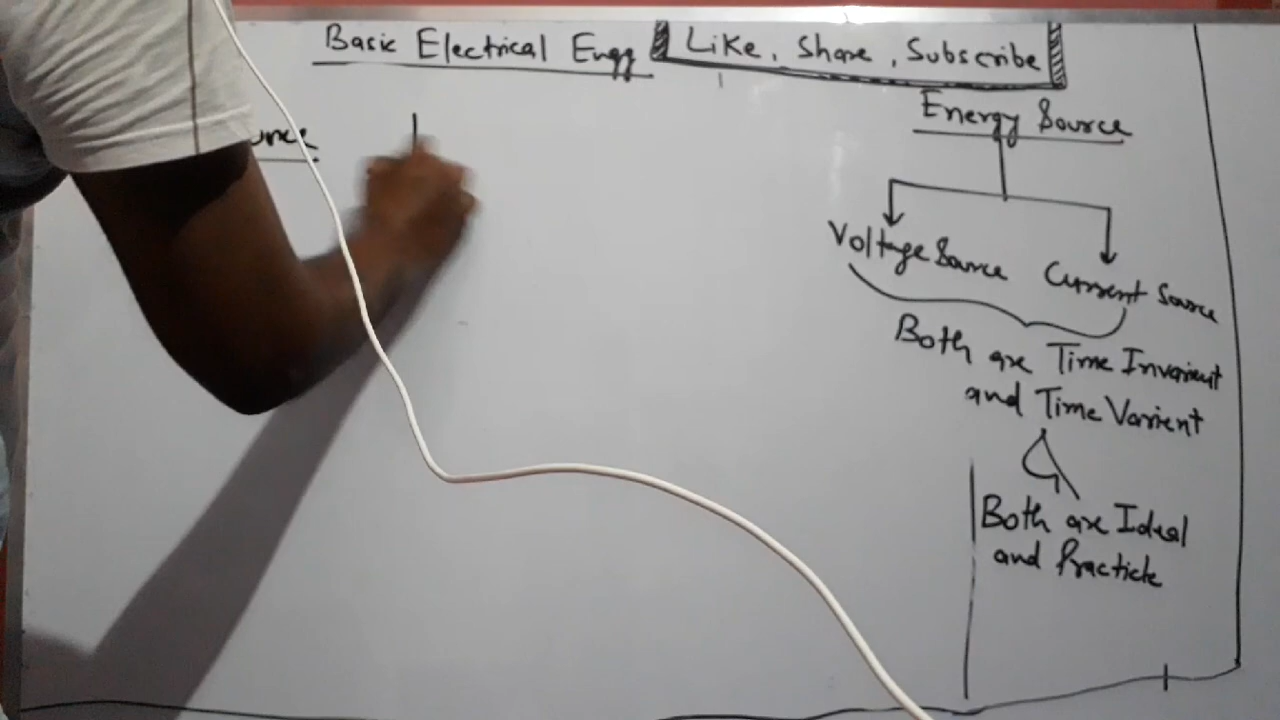 Basic Electrical Engg
Like, Share, Subscribe
Energy Source
Voltage Source
Current Source
Both are Time Invarient
and Time Varient
Both are Ideal
and Practicle